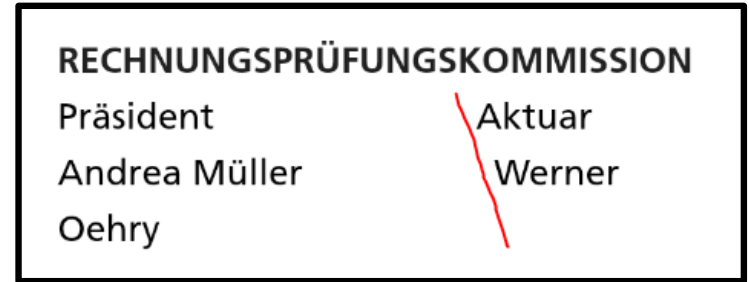 RECHNUNGSPRÜFUNGSKOMMISSION
Präsident Aktuar
Andrea Müller Werner
Oehry